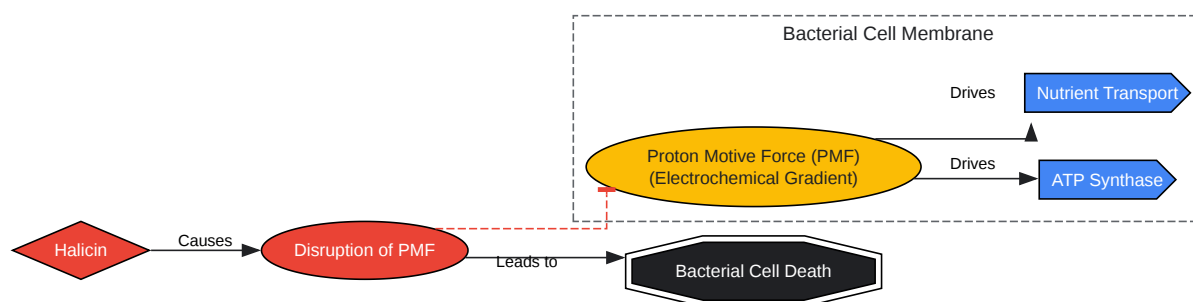 Bacterial Cell Membrane
Drives
Nutrient Transport
Proton Motive Force (PMF)
(Electrochemical Gradient)
Drives
ATP Synthase
Halicin
Causes
Disruption of PMF
Leads to
Bacterial Cell Death